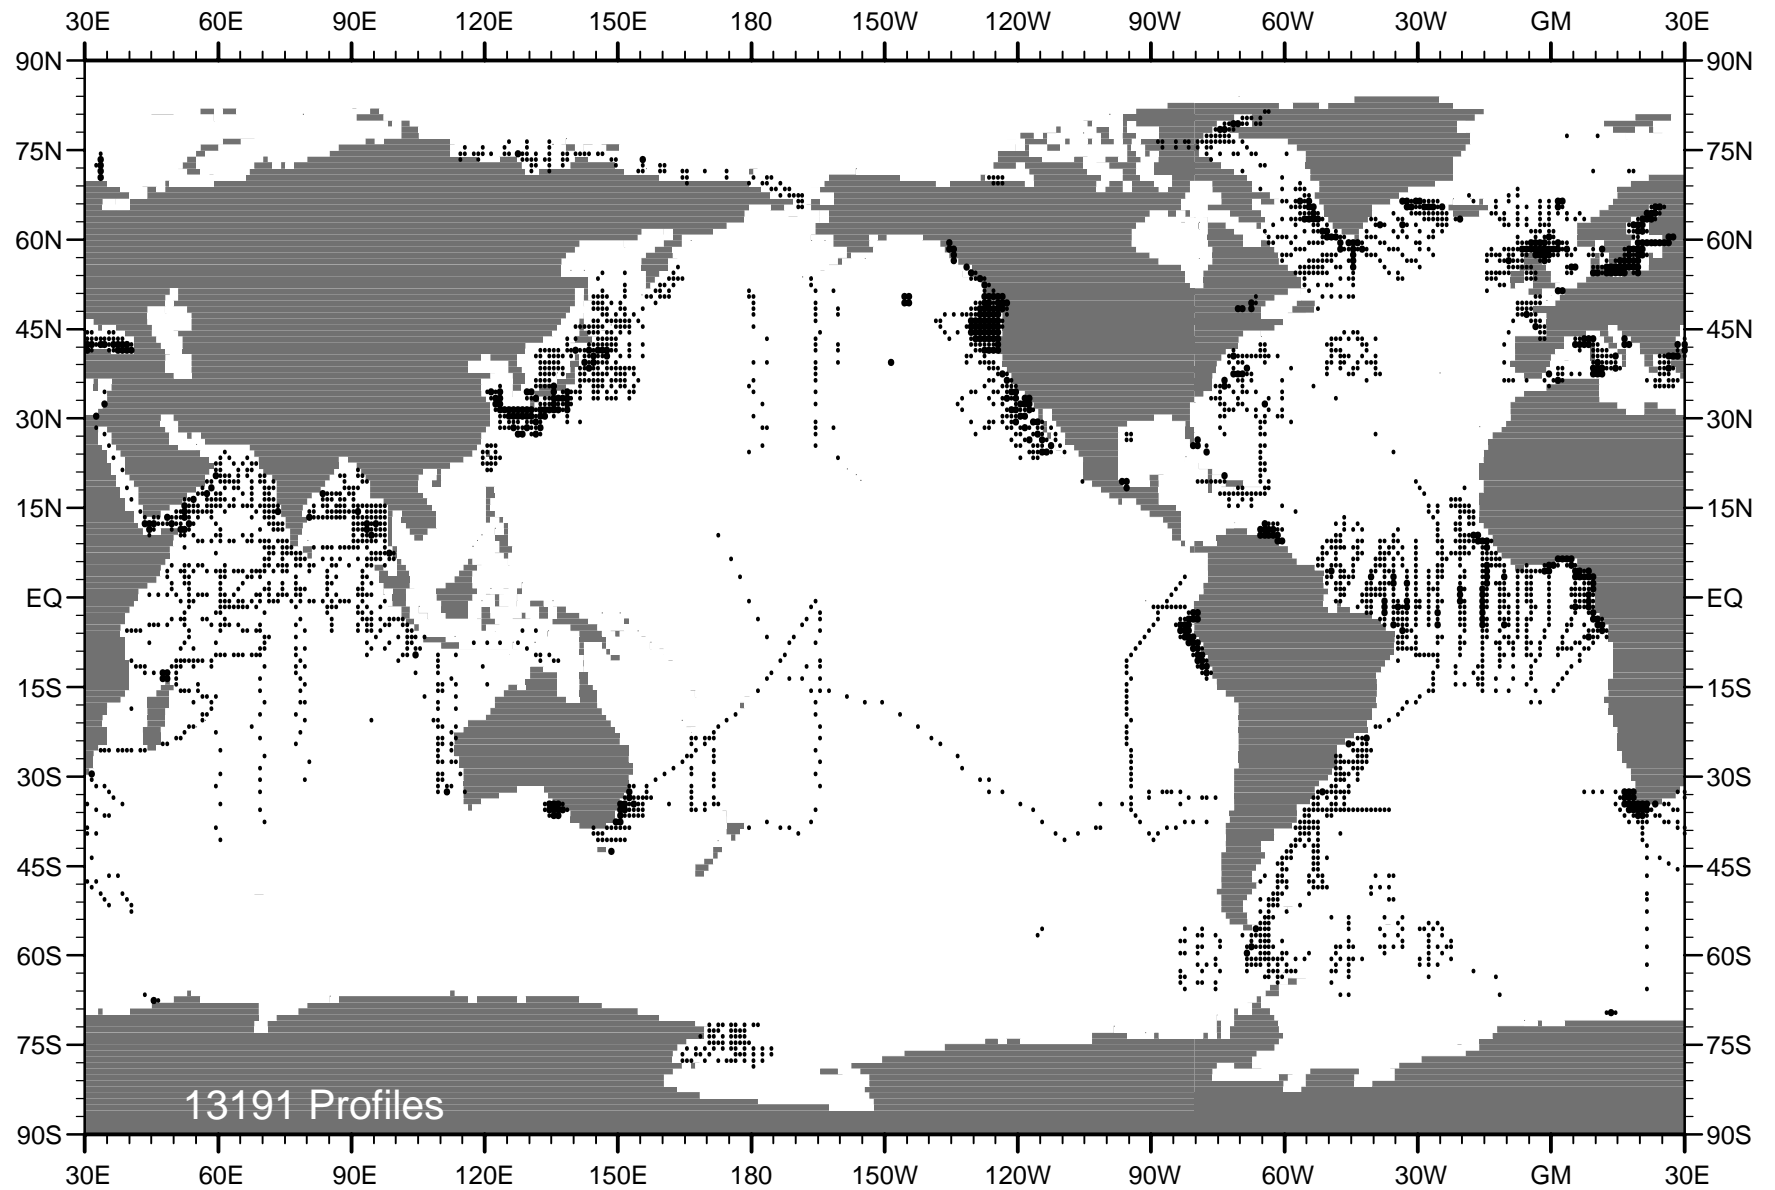 30E 60E 90E 120E 150E 180 150W 120W 90W 60W 30W GM 30E
90N 90N
75N 75N
60N 60N
45N 45N
30N 30N
15N 15N
EQ EQ
15S 15S
30S 30S
45S 45S
60S 60S
75S 75S
13191 Profiles
90S 90S
30E 60E 90E 120E 150E 180 150W 120W 90W 60W 30W GM 30E